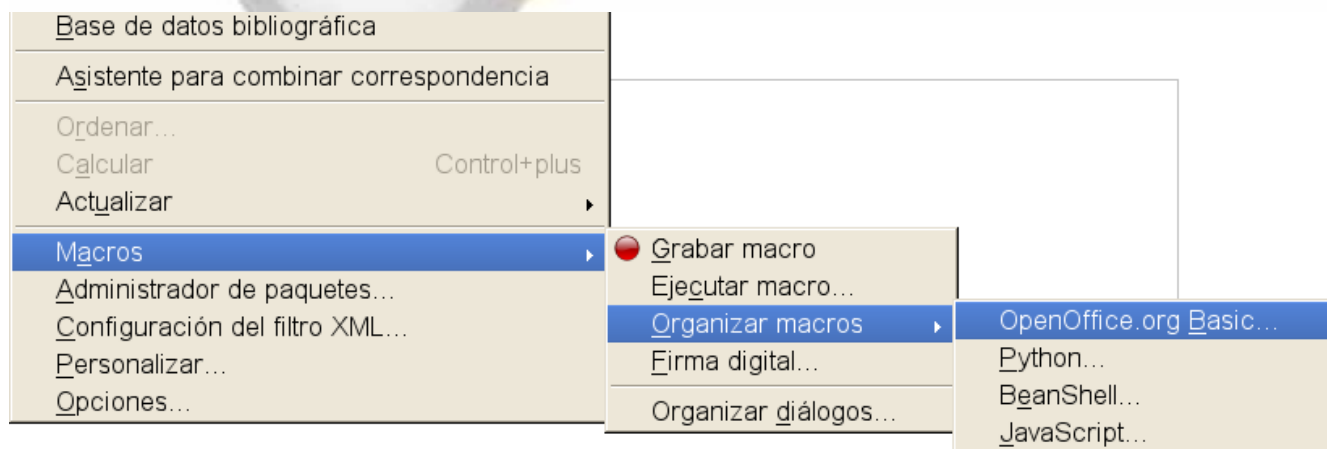 Base de datos bibliográfica
Asistente para combinar correspondencia
Ordenar...
Calcular Control+plus
Actualizar
Macros
Administrador de paquetes...
Configuración del filtro XML...
Personalizar...
Opciones...
Grabar macro
Ejecutar macro...
Organizar macros
Firma digital...
Organizar diálogos...
OpenOffice.org Basic...
Python...
BeanShell...
JavaScript...